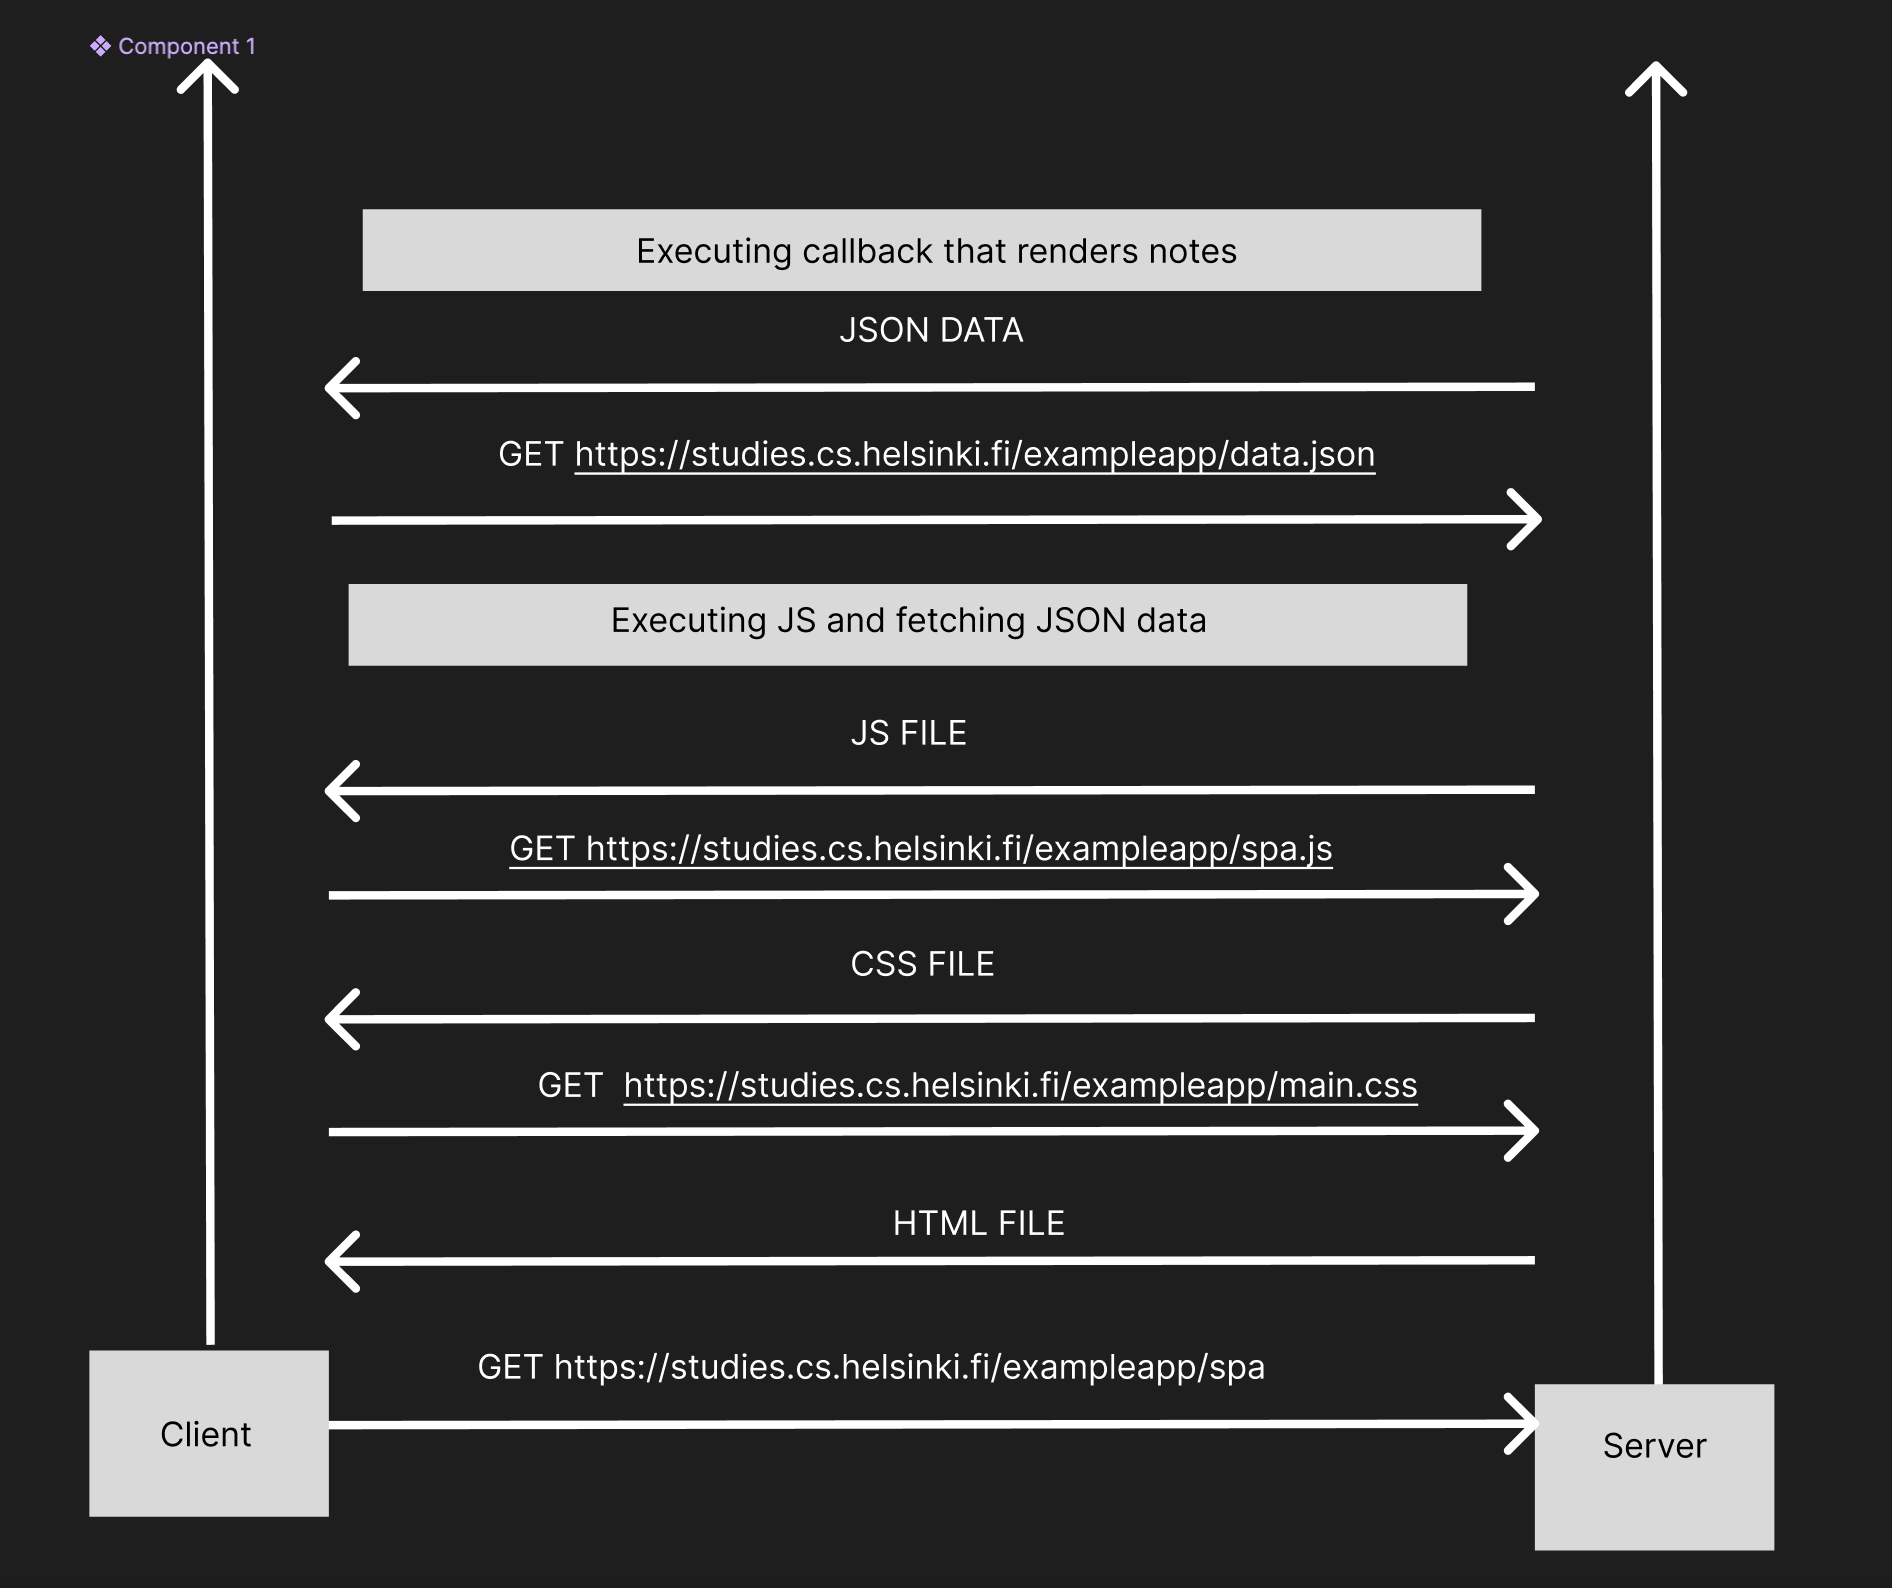 Component 1
Executing callback that renders notes
JSON DATA
GET https://studies.cs.helsinki.fi/exampleapp/data.json
Executing JS and fetching JSON data
JS FILE
GET https://studies.cs.helsinki.fi/exampleapp/spa.js
CSS FILE
GET https://studies.cs.helsinki.fi/exampleapp/main.css
HTML FILE
GET https://studies.cs.helsinki.fi/exampleapp/spa
Client
Server